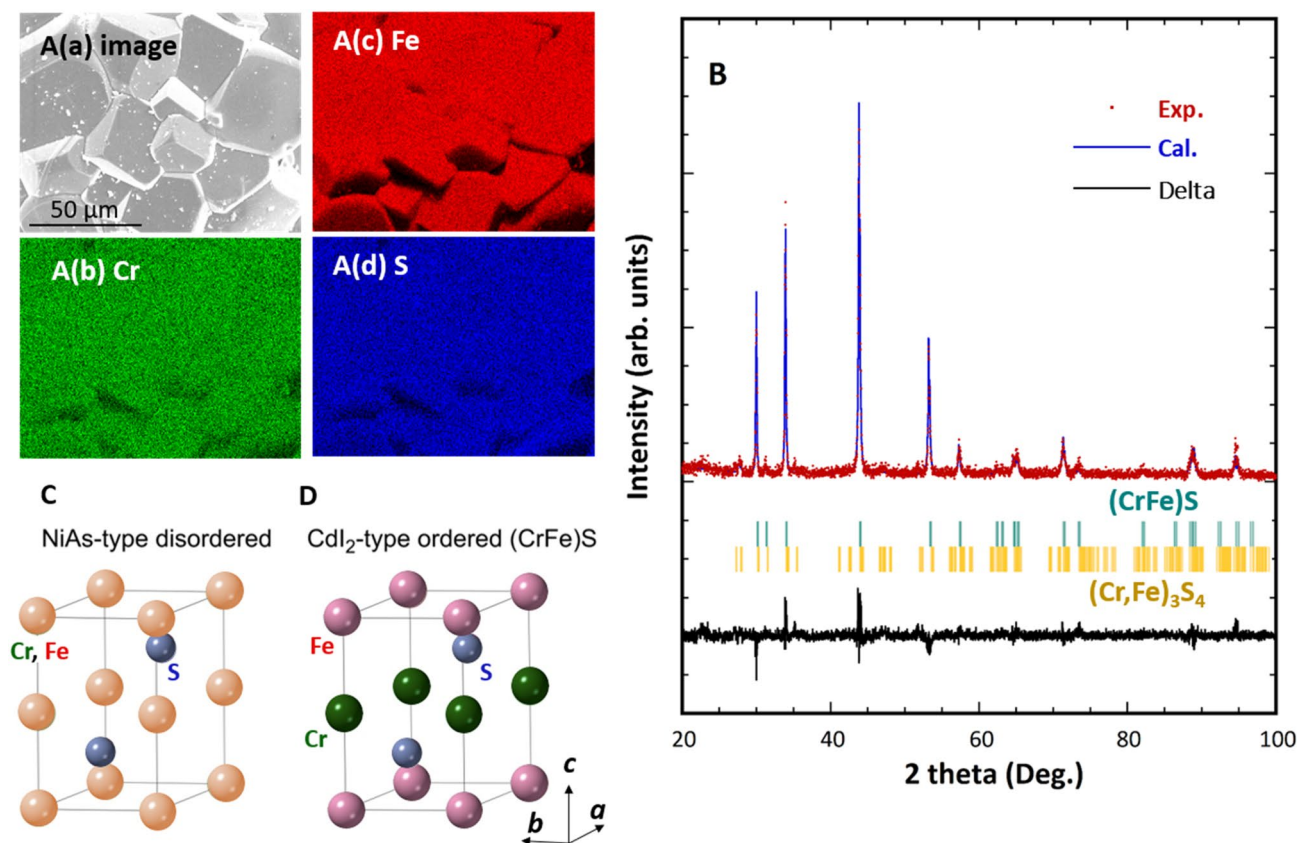 A(a) image
50 μm
A(c) Fe
A(b) Cr
A(d) S
B
Exp.
Cal.
Delta
Intensity (arb. units)
(CrFe)S
(Cr,Fe)₃S₄
20
40
60
80
100
2 theta (Deg.)
C
NiAs-type disordered
Cr, Fe
S
D
CdI₂-type ordered (CrFe)S
Fe
S
Cr
c
a
b